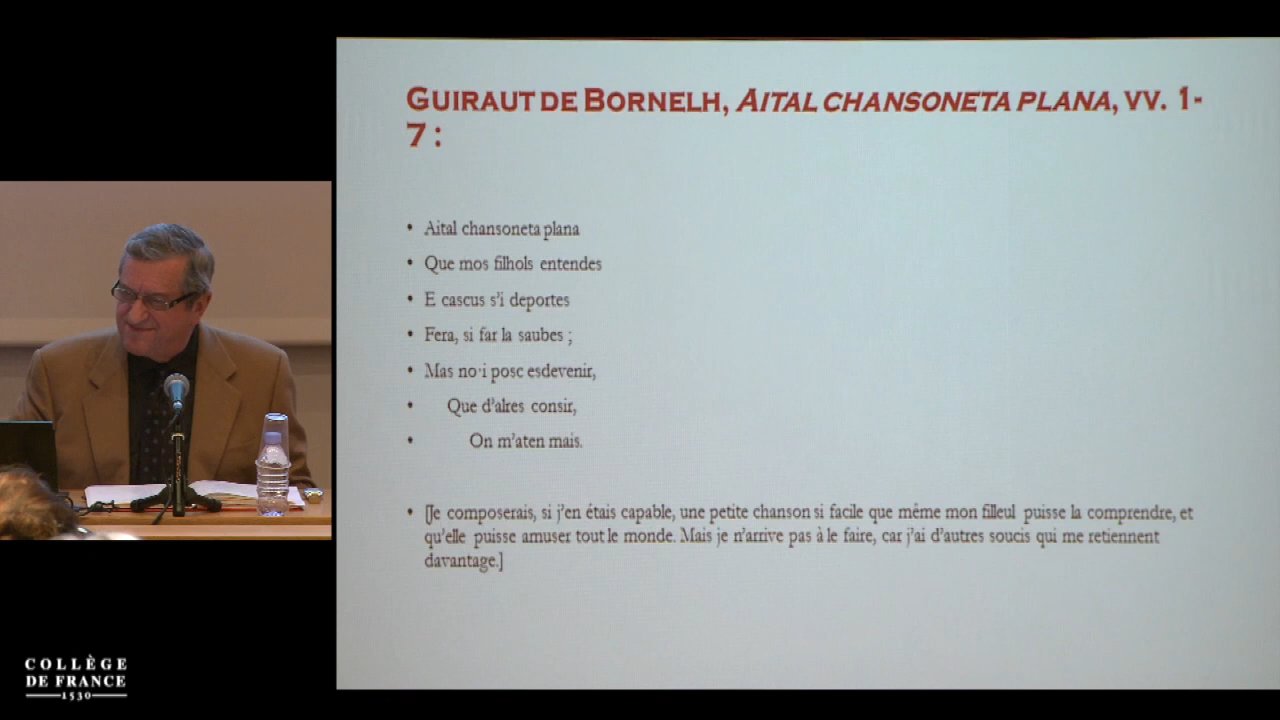 GUIRAUT DE BORNELH, AITAL CHANSONETA PLANA, VV. 1-
7 :
• Aital chansoneta plana
• Que mos filhols entendes
• E cascus s'i deportes
• Fera, si far la saubes ;
• Mas no·i posc esdevenir,
• Que d'alres consir,
• On m'aten mais.
• [Je composerais, si j'en étais capable, une petite chanson si facile que même mon filleul puisse la comprendre, et
qu'elle puisse amuser tout le monde. Mais je n'arrive pas à le faire, car j'ai d'autres soucis qui me retiennent
davantage.]
COLLÈGE
DE FRANCE
1530